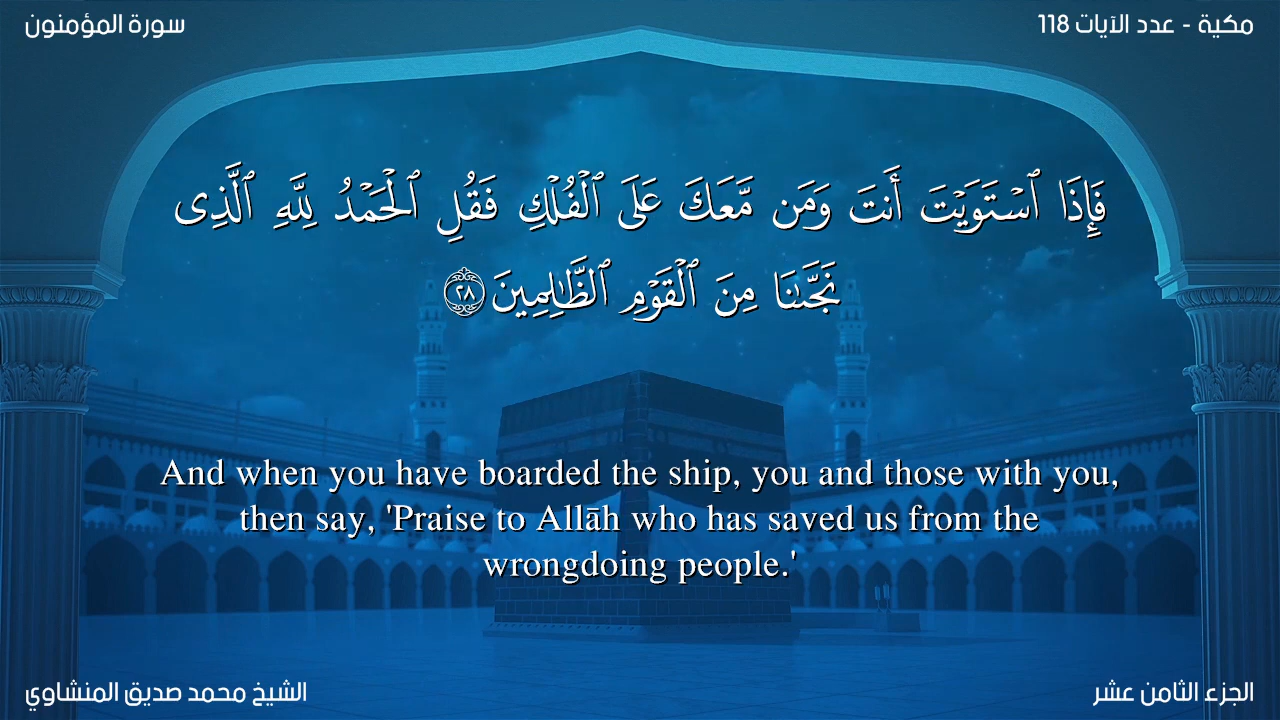 مكية - عدد الآيات 118
سورة المؤمنون
فَإِذَا ٱسْتَوَيْتَ أَنتَ وَمَن مَّعَكَ عَلَى ٱلْفُلْكِ فَقُلِ ٱلْحَمْدُ لِلَّهِ ٱلَّذِى
نَجَّىٰنَا مِنَ ٱلْقَوْمِ ٱلظَّـٰلِمِينَ ٢٨
And when you have boarded the ship, you and those with you,
then say, 'Praise to Allāh who has saved us from the
wrongdoing people.'
الجزء الثامن عشر
الشيخ محمد صديق المنشاوي